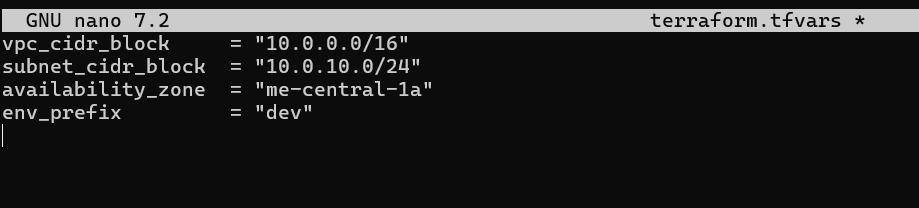 GNU nano 7.2 terraform.tfvars *
vpc_cidr_block = "10.0.0.0/16"
subnet_cidr_block = "10.0.10.0/24"
availability_zone = "me-central-1a"
env_prefix = "dev"